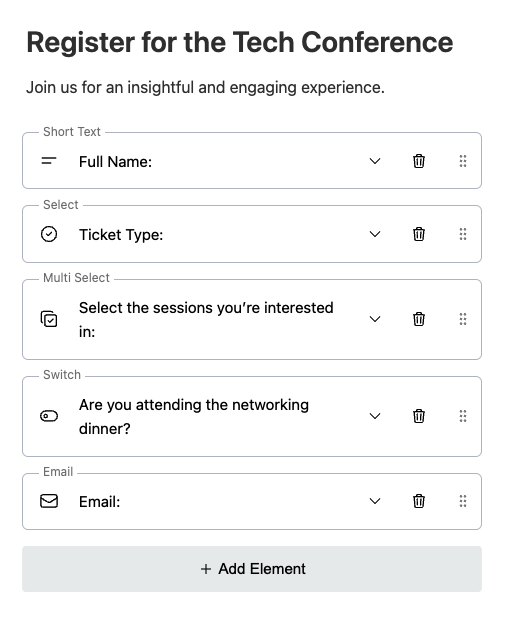 Register for the Tech Conference
Join us for an insightful and engaging experience.
Short Text
Full Name:
Select
Ticket Type:
Multi Select
Select the sessions you’re interested
in:
Switch
Are you attending the networking
dinner?
Email
Email:
+ Add Element